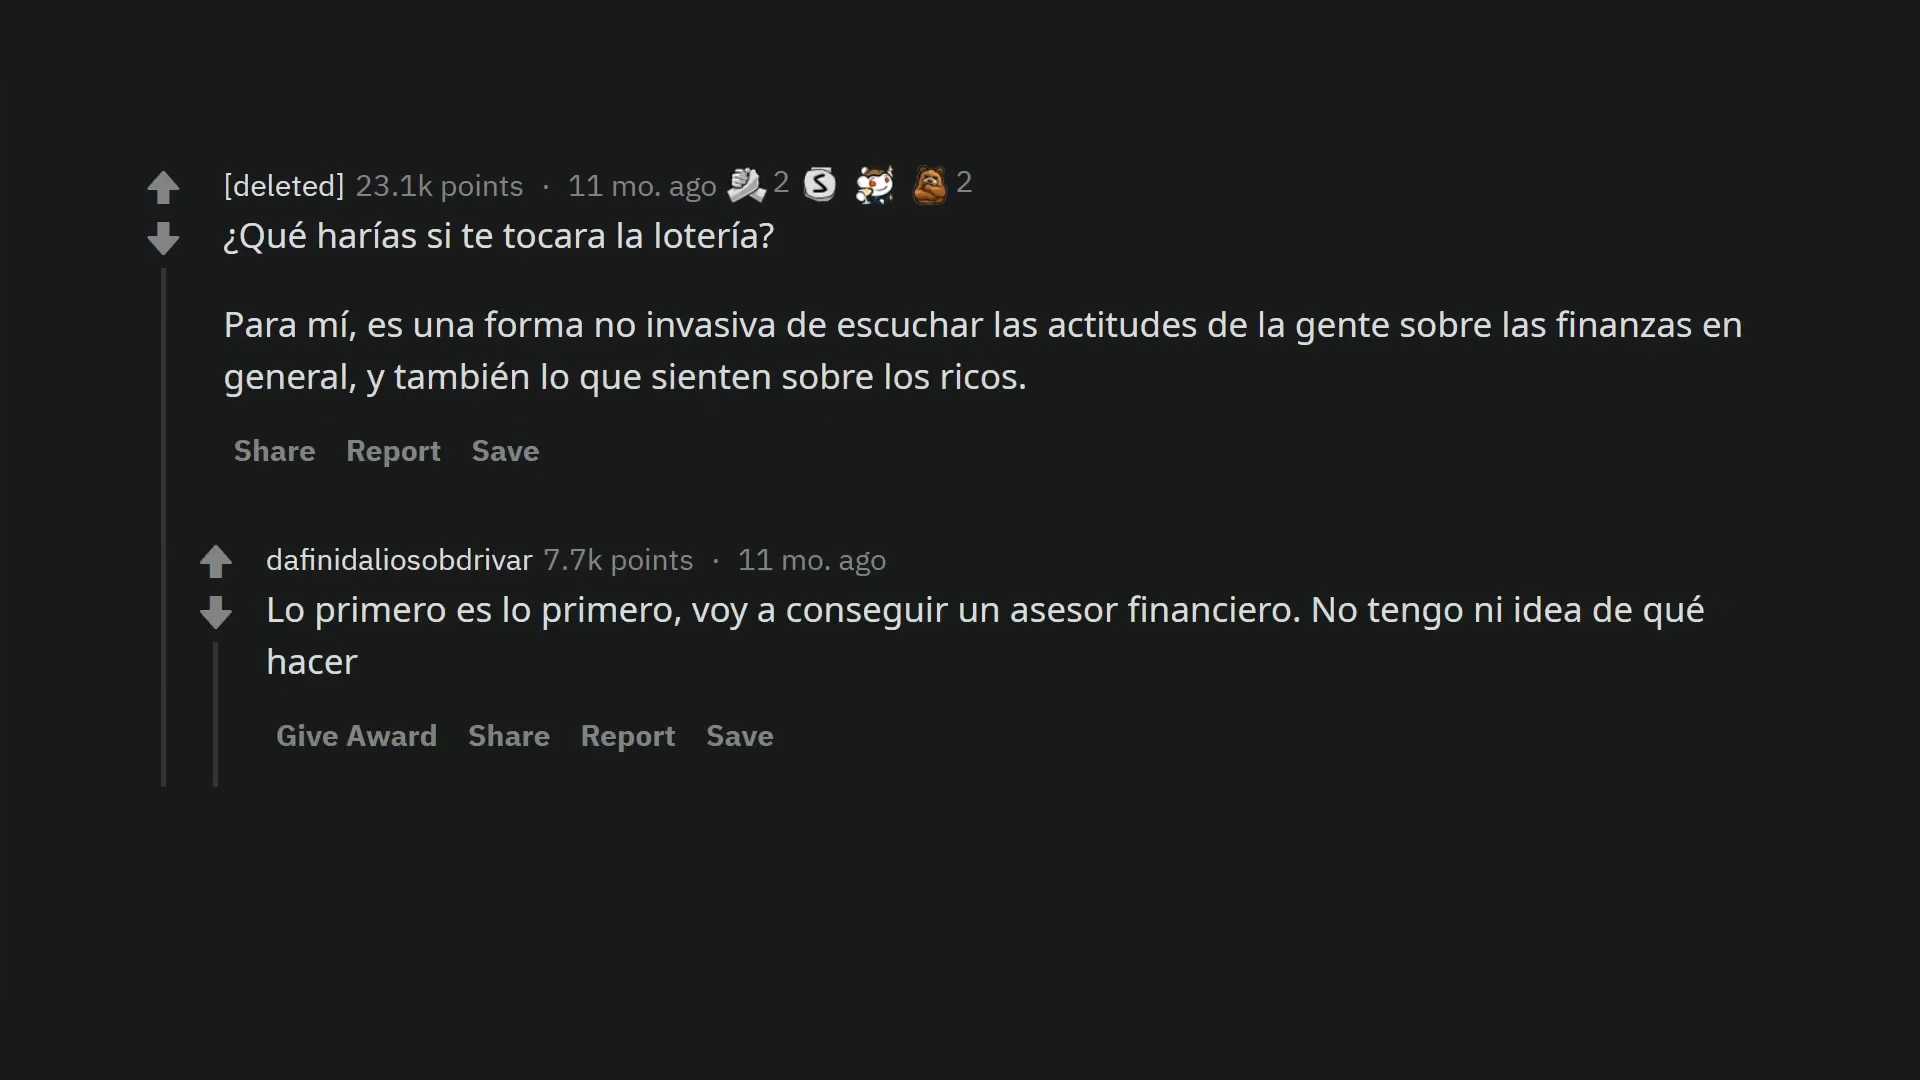 [deleted] 23.1k points · 11 mo. ago 2 S 2
¿Qué harías si te tocara la lotería?
Para mí, es una forma no invasiva de escuchar las actitudes de la gente sobre las finanzas en
general, y también lo que sienten sobre los ricos.
Share Report Save
dafinidaliosobdrivar 7.7k points · 11 mo. ago
Lo primero es lo primero, voy a conseguir un asesor financiero. No tengo ni idea de qué
hacer
Give Award Share Report Save